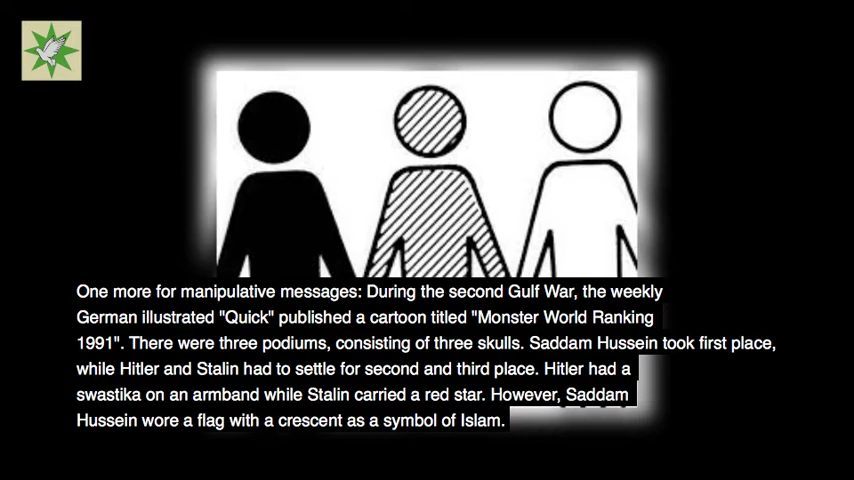 One more for manipulative messages: During the second Gulf War, the weekly
German illustrated "Quick" published a cartoon titled "Monster World Ranking
1991". There were three podiums, consisting of three skulls. Saddam Hussein took first place,
while Hitler and Stalin had to settle for second and third place. Hitler had a
swastika on an armband while Stalin carried a red star. However, Saddam
Hussein wore a flag with a crescent as a symbol of Islam.